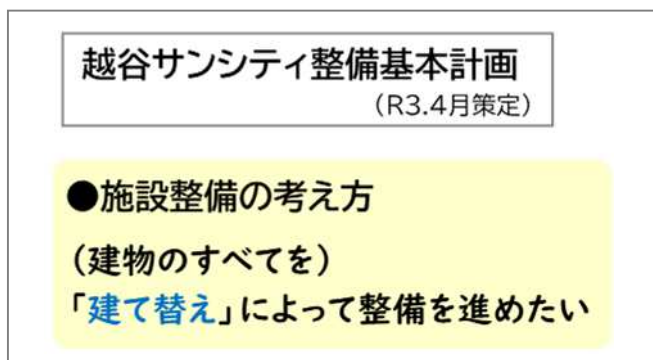 越谷サンシティ整備基本計画
（R3.4月策定）
●施設整備の考え方
（建物のすべてを）
「建て替え」によって整備を進めたい